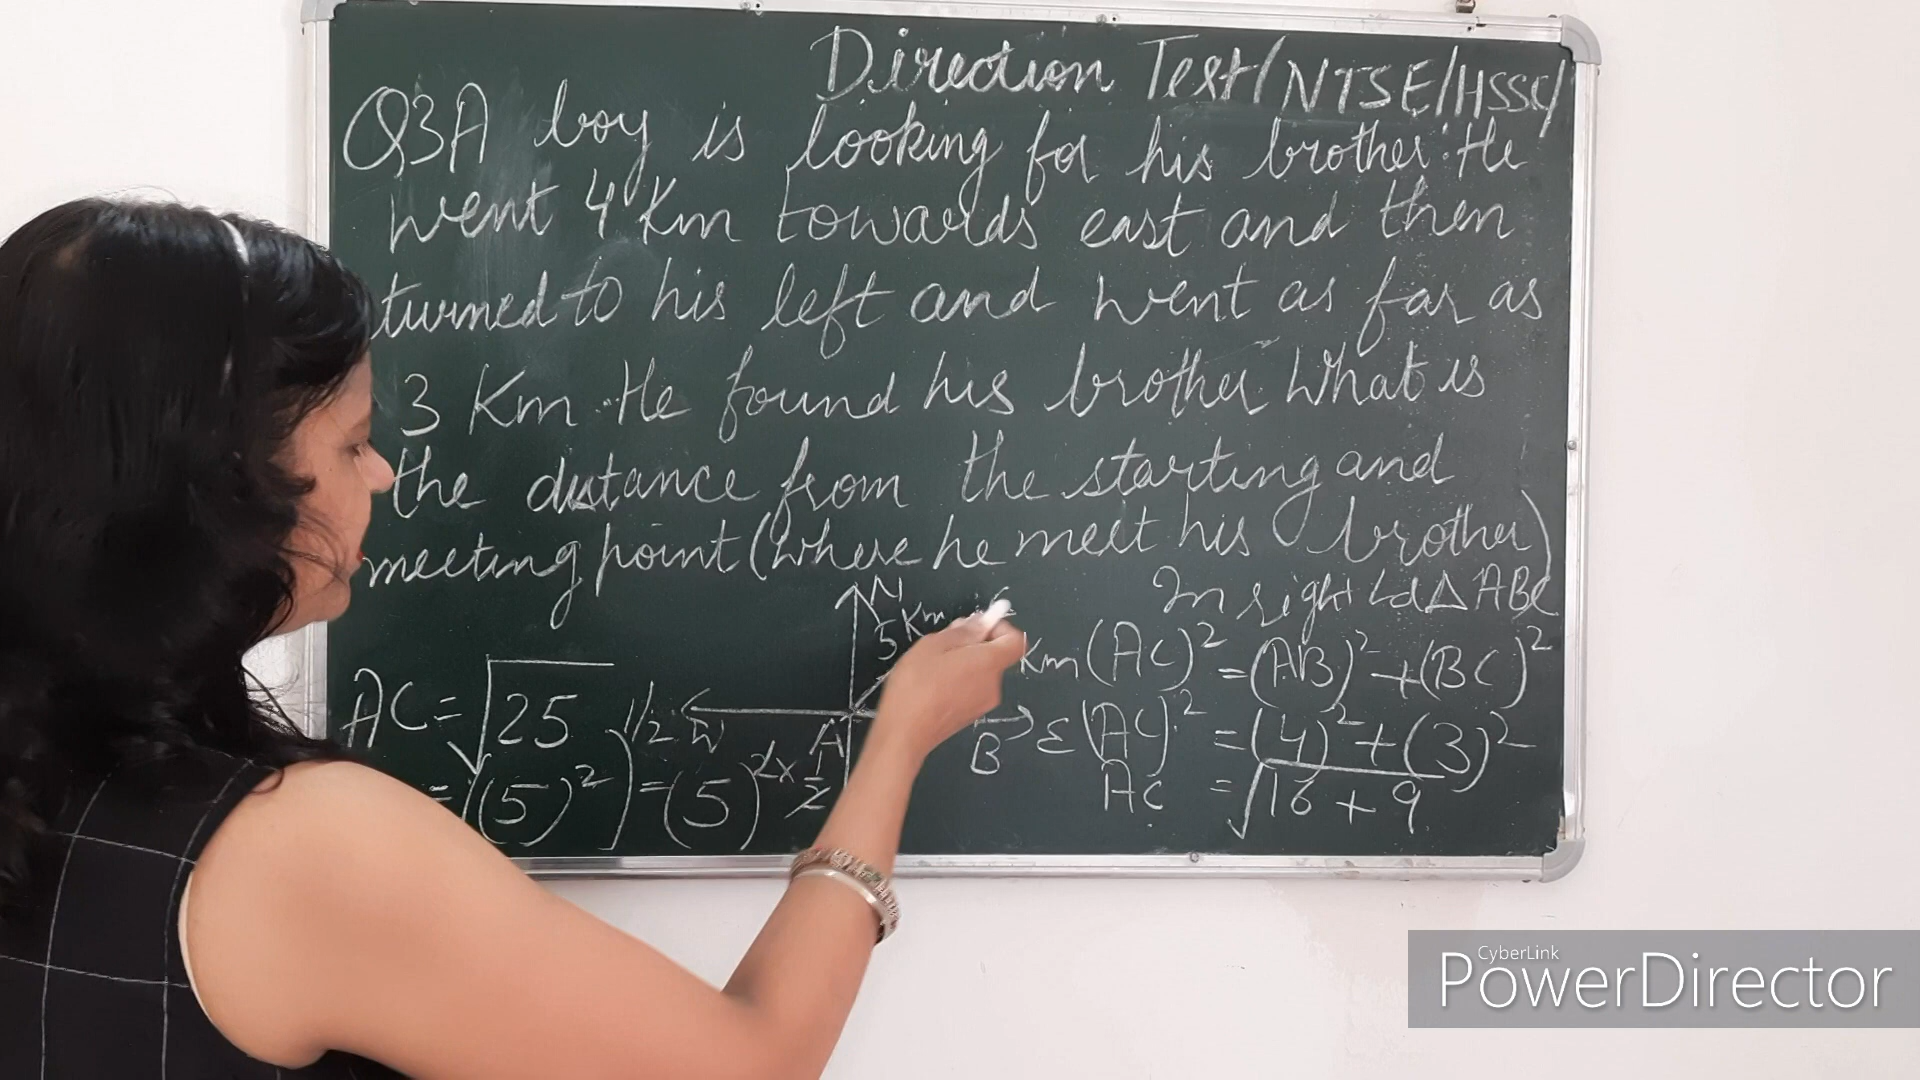 Direction Test/NTSE/HSSC/
Q3 A boy is looking for his brother. He
went 4 Km towards east and then
turned to his left and went as far as
3 Km. He found his brother. What is
the distance from the starting and
meeting point (where he meet his brother)
In right ∠d Δ ABC
N
5 Km
Km
(AC)² = (AB)² + (BC)²
AC = √25
W
A
B
E
(AC)² = (4)² + (3)²
= √(5)²
1/2
= (5)²ˣ½
AC = √16 + 9
CyberLink
PowerDirector